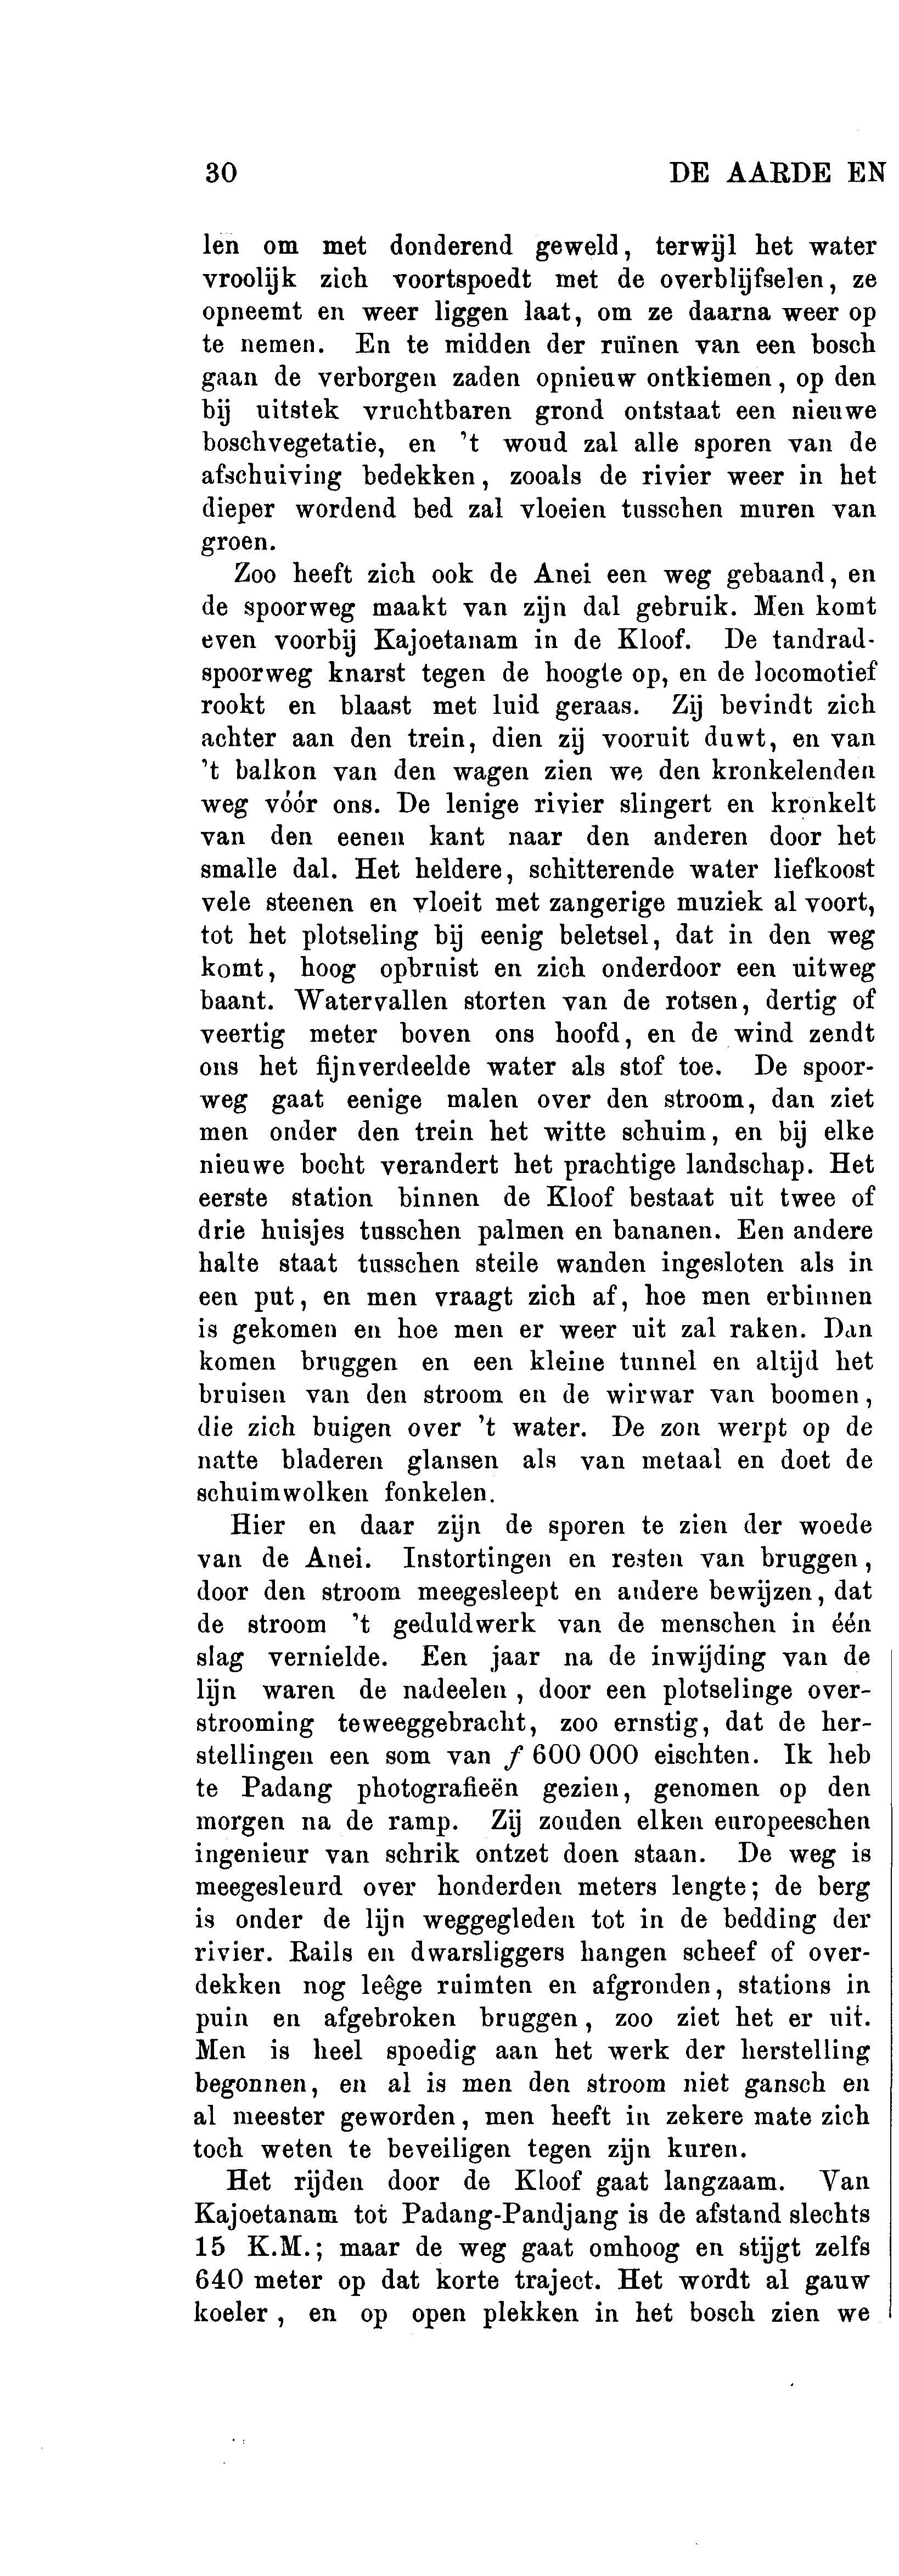 30 DE AARDE EN
len om met donderend geweld, terwijl het water
vroolijk zich voortspoedt met de overblijfselen, ze
opneemt en weer liggen laat, om ze daarna weer op
te nemen. En te midden der ruïnen van een bosch
gaan de verborgen zaden opnieuw ontkiemen, op den
bij uitstek vruchtbaren grond ontstaat een nieuwe
boschvegetatie, en 't woud zal alle sporen van de
afschuiving bedekken, zooals de rivier weer in het
dieper wordend bed zal vloeien tusschen muren van
groen.
Zoo heeft zich ook de Anei een weg gebaand, en
de spoorweg maakt van zijn dal gebruik. Men komt
even voorbij Kajoetanam in de Kloof. De tandrad-
spoorweg knarst tegen de hoogte op, en de locomotief
rookt en blaast met luid geraas. Zij bevindt zich
achter aan den trein, dien zij vooruit duwt, en van
't balkon van den wagen zien we den kronkelenden
weg vóór ons. De lenige rivier slingert en kronkelt
van den eenen kant naar den anderen door het
smalle dal. Het heldere, schitterende water liefkoost
vele steenen en vloeit met zangerige muziek al voort,
tot het plotseling bij eenig beletsel, dat in den weg
komt, hoog opbruist en zich onderdoor een uitweg
baant. Watervallen storten van de rotsen, dertig of
veertig meter boven ons hoofd, en de wind zendt
ons het fijnverdeelde water als stof toe. De spoor-
weg gaat eenige malen over den stroom, dan ziet
men onder den trein het witte schuim, en bij elke
nieuwe bocht verandert het prachtige landschap. Het
eerste station binnen de Kloof bestaat uit twee of
drie huisjes tusschen palmen en bananen. Een andere
halte staat tusschen steile wanden ingesloten als in
een put, en men vraagt zich af, hoe men erbinnen
is gekomen en hoe men er weer uit zal raken. Dan
komen bruggen en een kleine tunnel en altijd het
bruisen van den stroom en de wirwar van boomen,
die zich buigen over 't water. De zon werpt op de
natte bladeren glansen als van metaal en doet de
schuimwolken fonkelen.
Hier en daar zijn de sporen te zien der woede
van de Anei. Instortingen en resten van bruggen,
door den stroom meegesleept en andere bewijzen, dat
de stroom 't geduldwerk van de menschen in één
slag vernielde. Een jaar na de inwijding van de
lijn waren de nadeelen, door een plotselinge over-
strooming teweeggebracht, zoo ernstig, dat de her-
stellingen een som van ƒ 600 000 eischten. Ik heb
te Padang photografieën gezien, genomen op den
morgen na de ramp. Zij zouden elken europeeschen
ingenieur van schrik ontzet doen staan. De weg is
meegesleurd over honderden meters lengte; de berg
is onder de lijn weggegleden tot in de bedding der
rivier. Rails en dwarsliggers hangen scheef of over-
dekken nog leêge ruimten en afgronden, stations in
puin en afgebroken bruggen, zoo ziet het er uit.
Men is heel spoedig aan het werk der herstelling
begonnen, en al is men den stroom niet gansch en
al meester geworden, men heeft in zekere mate zich
toch weten te beveiligen tegen zijn kuren.
Het rijden door de Kloof gaat langzaam. Van
Kajoetanam tot Padang-Pandjang is de afstand slechts
15 K.M.; maar de weg gaat omhoog en stijgt zelfs
640 meter op dat korte traject. Het wordt al gauw
koeler, en op open plekken in het bosch zien we